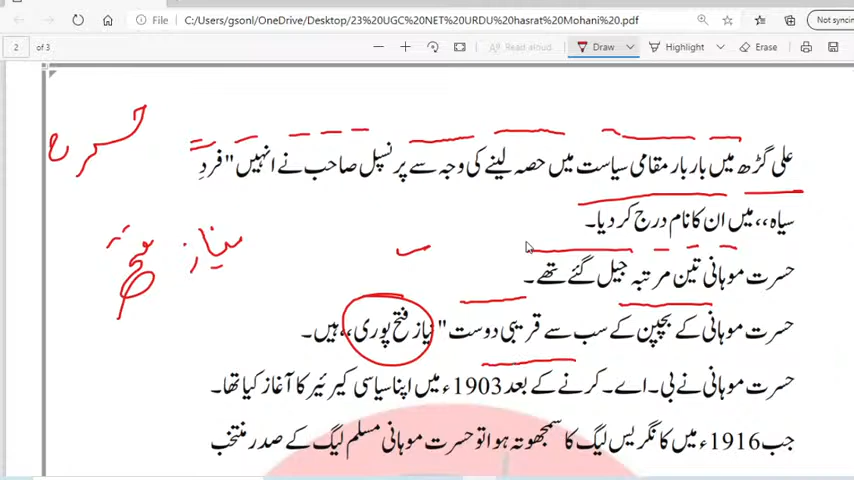 File
C:/Users/gsonl/OneDrive/Desktop/23%20UGC%20NET%20URDU%20hasrat%20Mohani%20.pdf
Not syncin
2 of 3
Read aloud
Draw
Highlight
Erase
علی گڑھ میں بار بار مقامی سیاست میں حصہ لینے کی وجہ سے پرنسپل صاحب نے انہیں "فردِ
سیاہ،، میں ان کا نام درج کر دیا۔
حسرت موہانی تین مرتبہ جیل گئے تھے۔
حسرت موہانی کے بچپن کے سب سے قریبی دوست "نیاز فتح پوری،، ہیں۔
حسرت موہانی نے بی۔اے۔ کرنے کے بعد 1903ء میں اپنا سیاسی کیرئیر کا آغاز کیا تھا۔
جب 1916ء میں کانگریس لیگ کا سمجھوتہ ہوا تو حسرت موہانی مسلم لیگ کے صدر منتخب
نیاز فتح